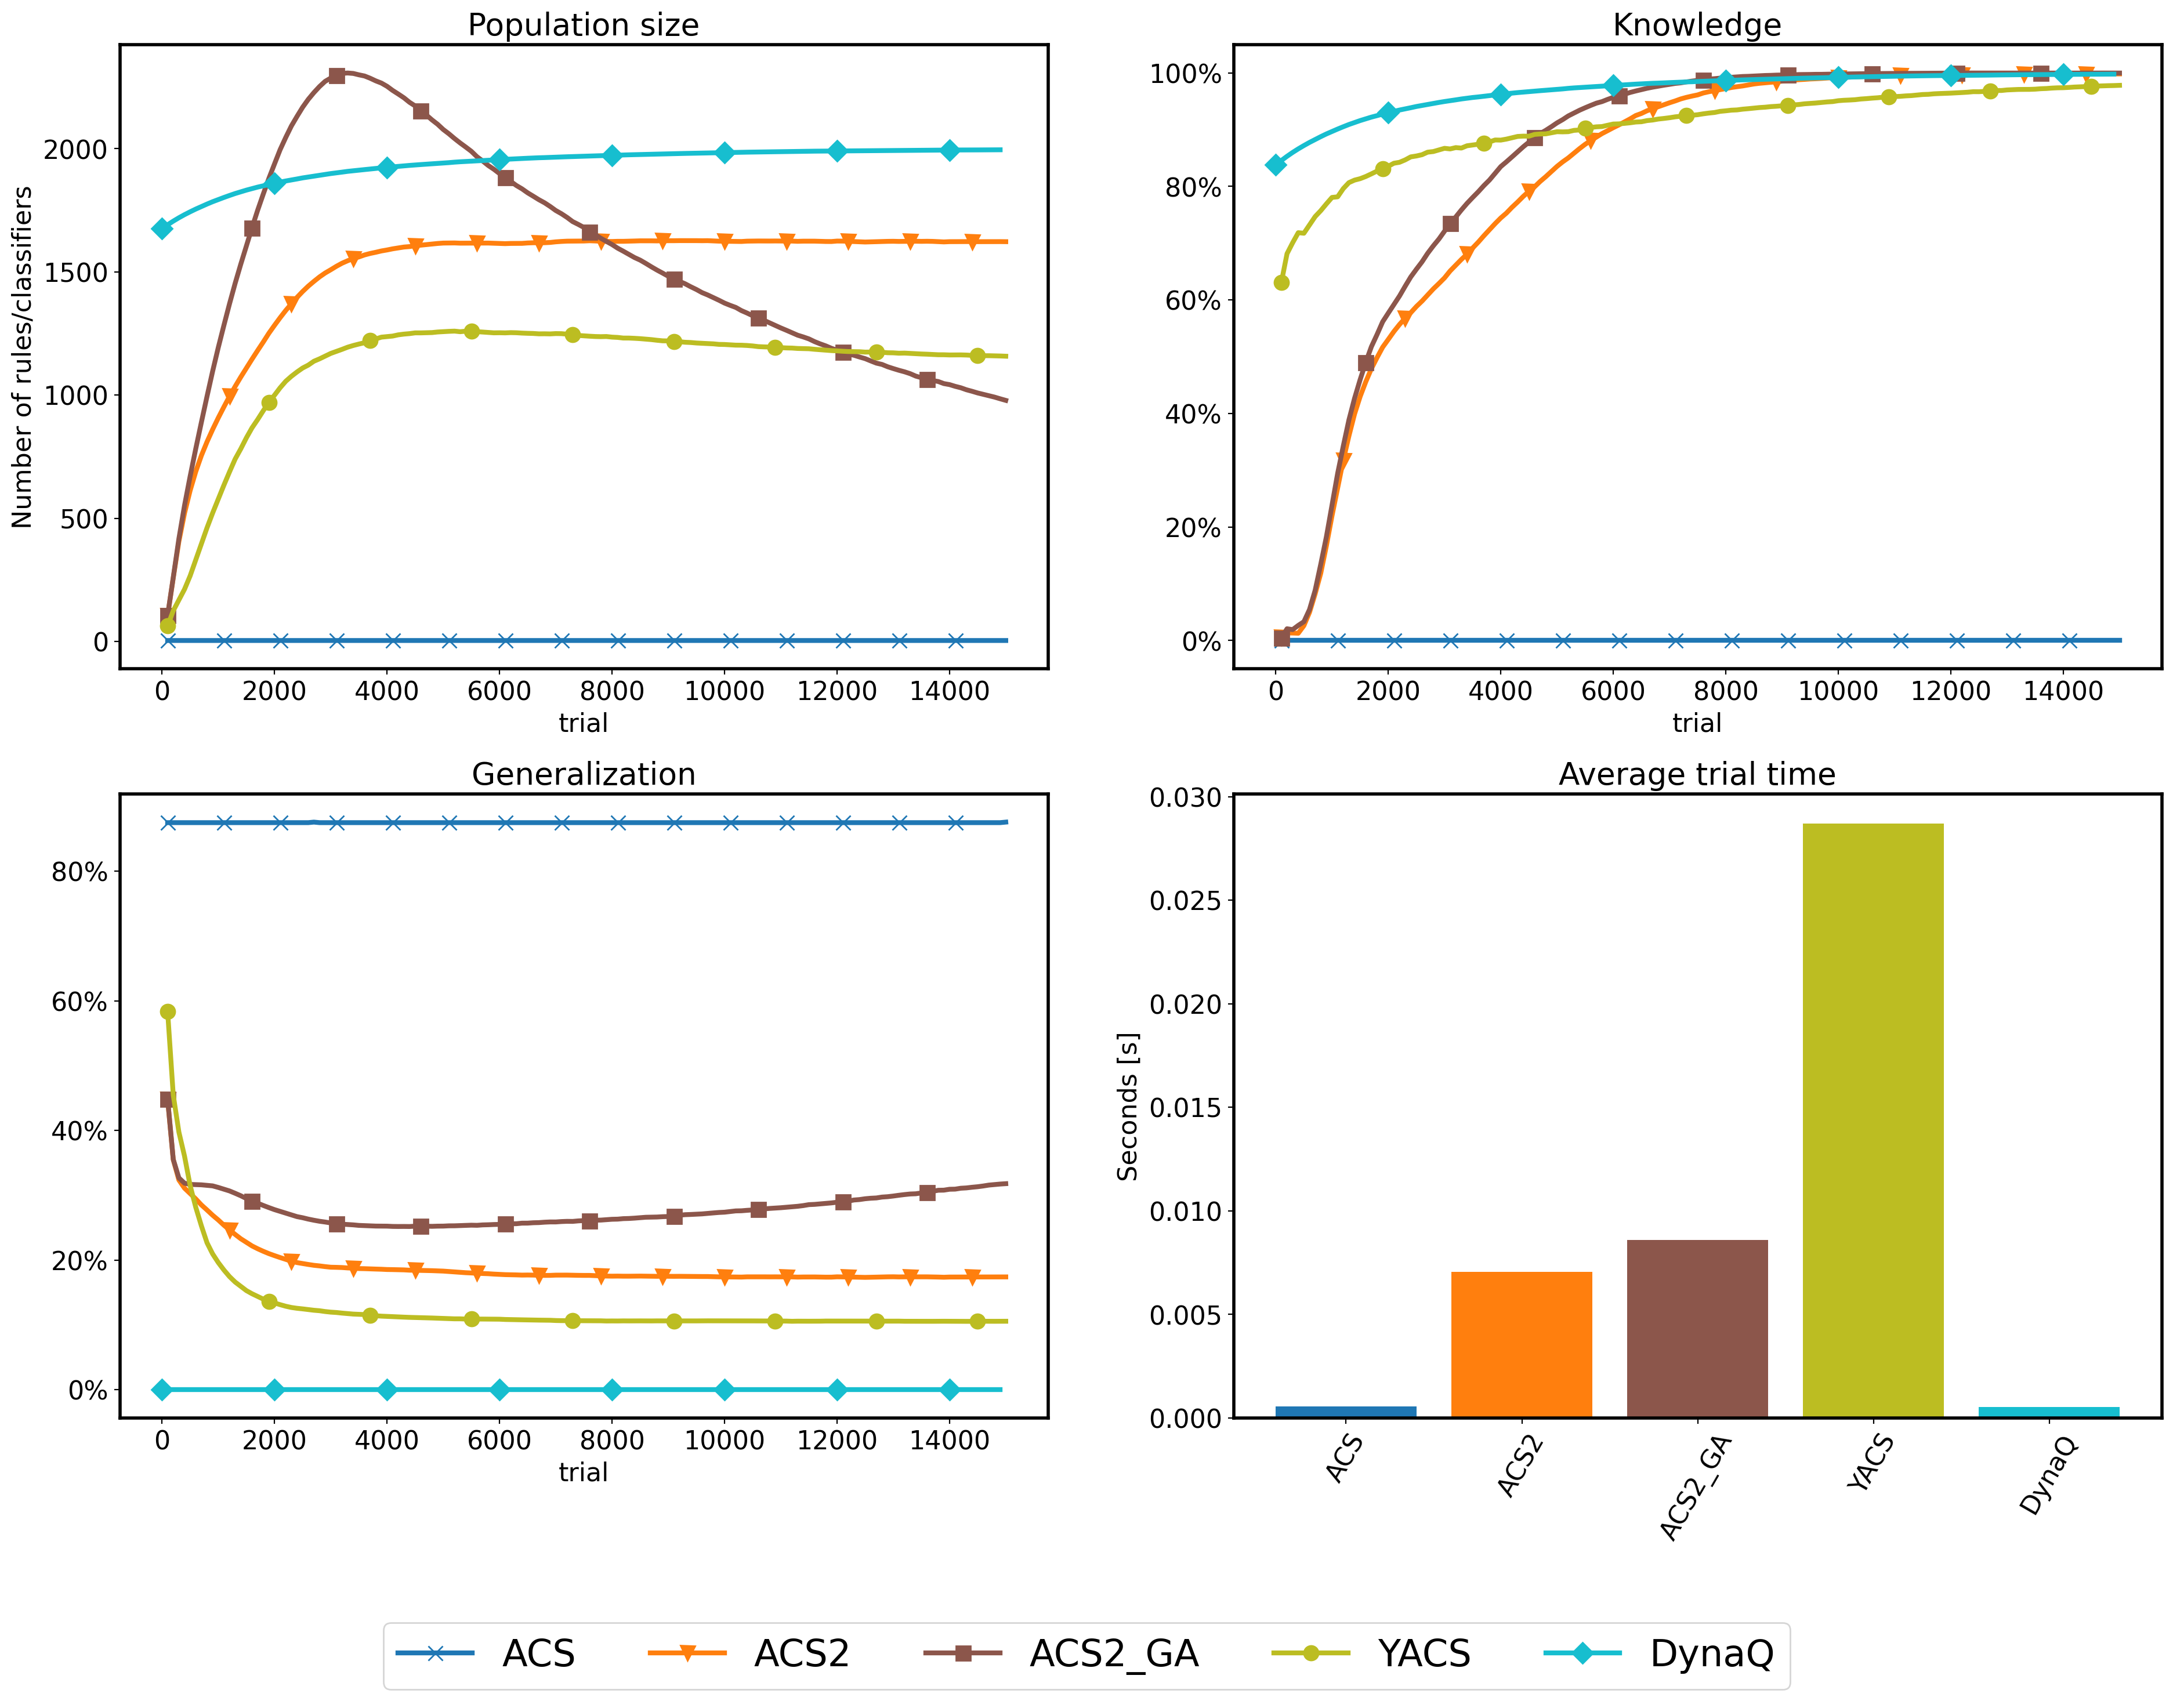 Population size
Number of rules/classifiers
2000
1500
1000
500
0
0 2000 4000 6000 8000 10000 12000 14000
trial
Knowledge
100%
80%
60%
40%
20%
0%
0 2000 4000 6000 8000 10000 12000 14000
trial
Generalization
80%
60%
40%
20%
0%
0 2000 4000 6000 8000 10000 12000 14000
trial
Average trial time
Seconds [s]
0.030
0.025
0.020
0.015
0.010
0.005
0.000
ACS ACS2 ACS2_GA YACS DynaQ
ACS ACS2 ACS2_GA YACS DynaQ